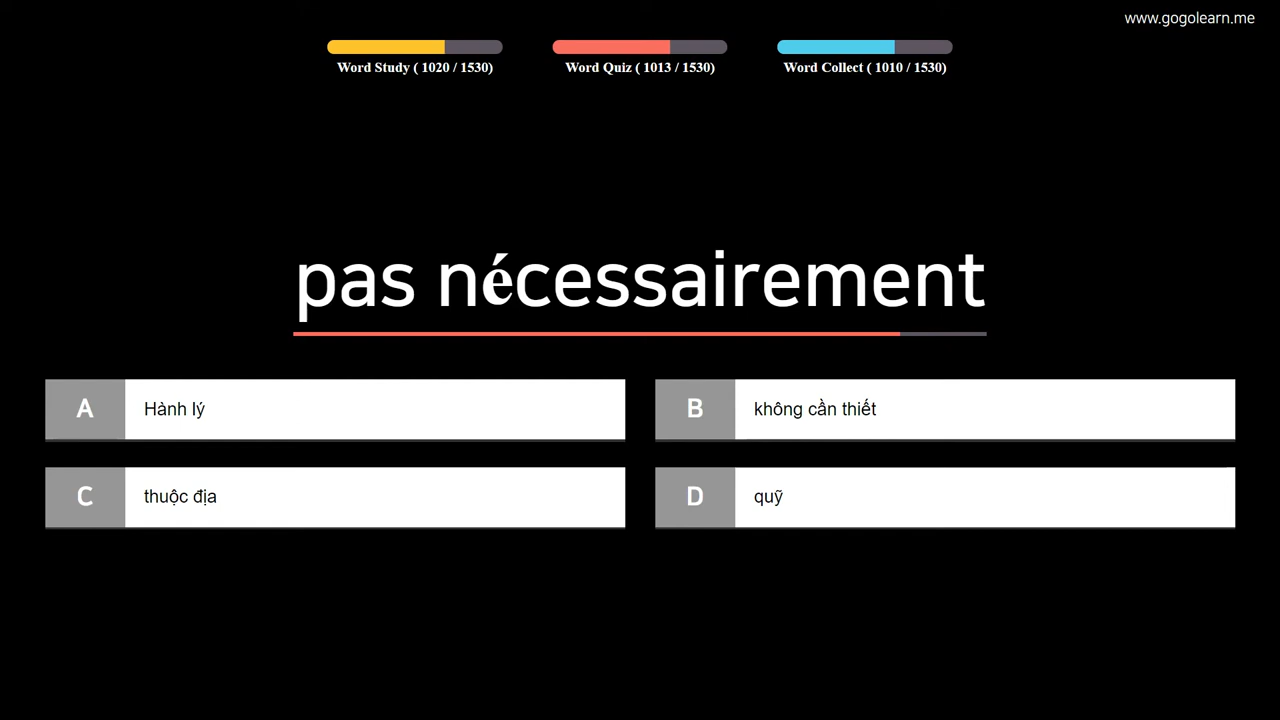 www.gogolearn.me
Word Study ( 1020 / 1530)
Word Quiz ( 1013 / 1530)
Word Collect ( 1010 / 1530)
pas nécessairement
A Hành lý
B không cần thiết
C thuộc địa
D quỹ